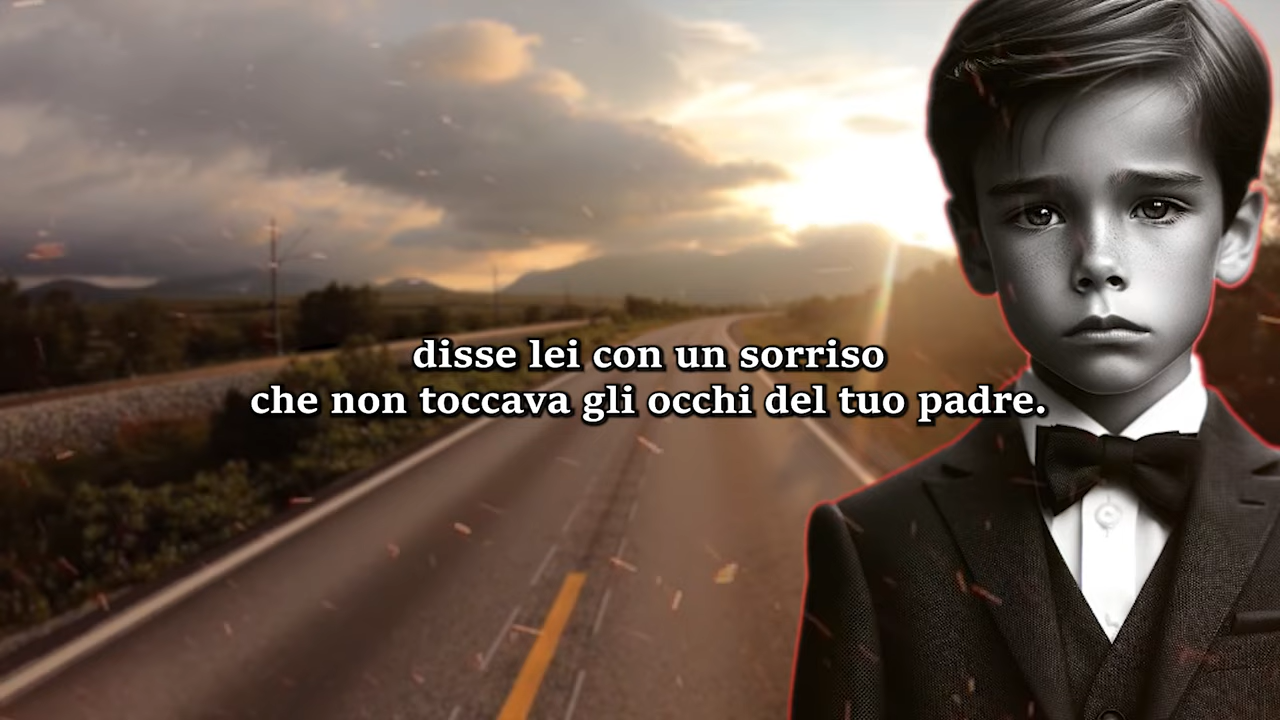 disse lei con un sorriso
che non toccava gli occhi del tuo padre.